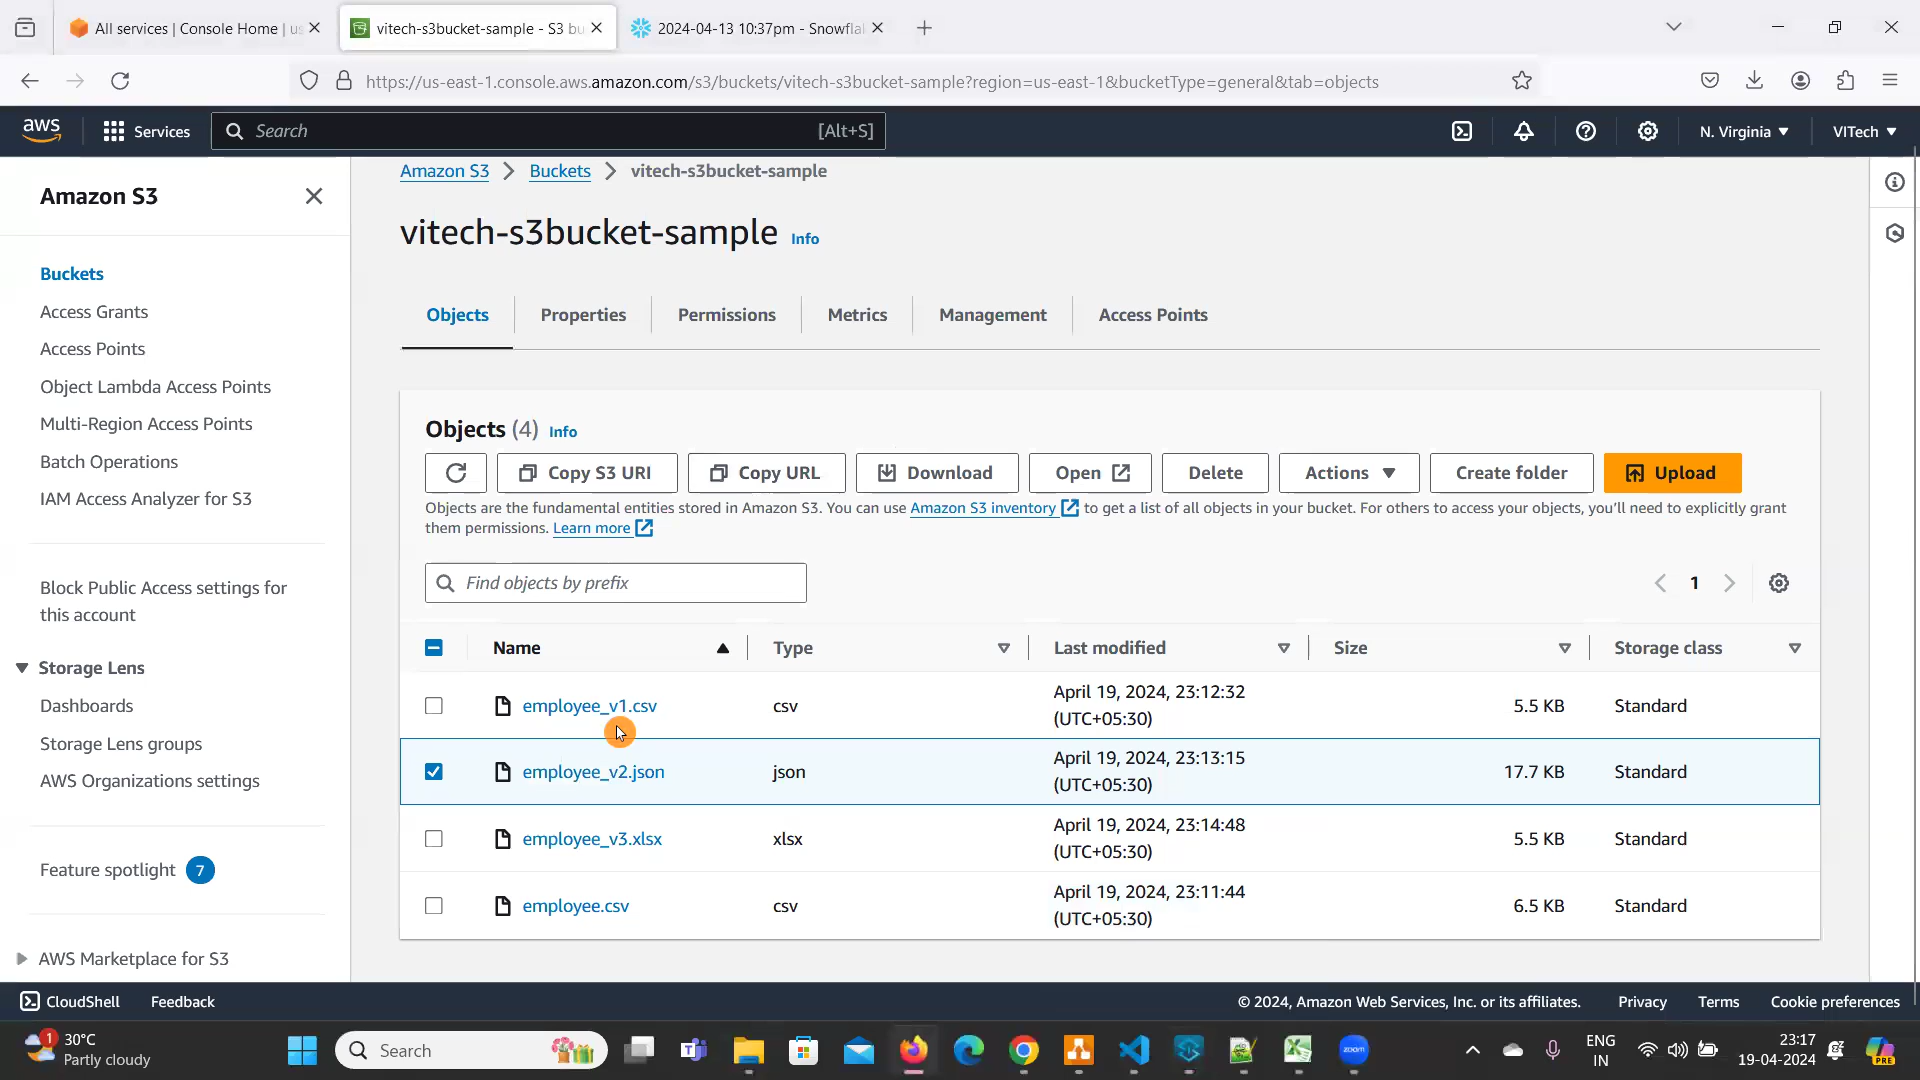 All services | Console Home | us
vitech-s3bucket-sample - S3 bu
2024-04-13 10:37pm - Snowflal
https://us-east-1.console.aws.amazon.com/s3/buckets/vitech-s3bucket-sample?region=us-east-1&bucketType=general&tab=objects
aws
Services
Search
[Alt+S]
N. Virginia
VITech
Amazon S3
Buckets
Access Grants
Access Points
Object Lambda Access Points
Multi-Region Access Points
Batch Operations
IAM Access Analyzer for S3
Block Public Access settings for
this account
Storage Lens
Dashboards
Storage Lens groups
AWS Organizations settings
Feature spotlight 7
AWS Marketplace for S3
Amazon S3 > Buckets > vitech-s3bucket-sample
vitech-s3bucket-sample Info
Objects Properties Permissions Metrics Management Access Points
Objects (4) Info
Copy S3 URI Copy URL Download Open Delete Actions Create folder Upload
Objects are the fundamental entities stored in Amazon S3. You can use Amazon S3 inventory to get a list of all objects in your bucket. For others to access your objects, you'll need to explicitly grant
them permissions. Learn more
Find objects by prefix
1
Name Type Last modified Size Storage class
employee_v1.csv csv April 19, 2024, 23:12:32 5.5 KB Standard
(UTC+05:30)
employee_v2.json json April 19, 2024, 23:13:15 17.7 KB Standard
(UTC+05:30)
employee_v3.xlsx xlsx April 19, 2024, 23:14:48 5.5 KB Standard
(UTC+05:30)
employee.csv csv April 19, 2024, 23:11:44 6.5 KB Standard
(UTC+05:30)
CloudShell Feedback
© 2024, Amazon Web Services, Inc. or its affiliates. Privacy Terms Cookie preferences
1
30°C
Partly cloudy
Search
zoom
ENG
IN
23:17
19-04-2024
PRE